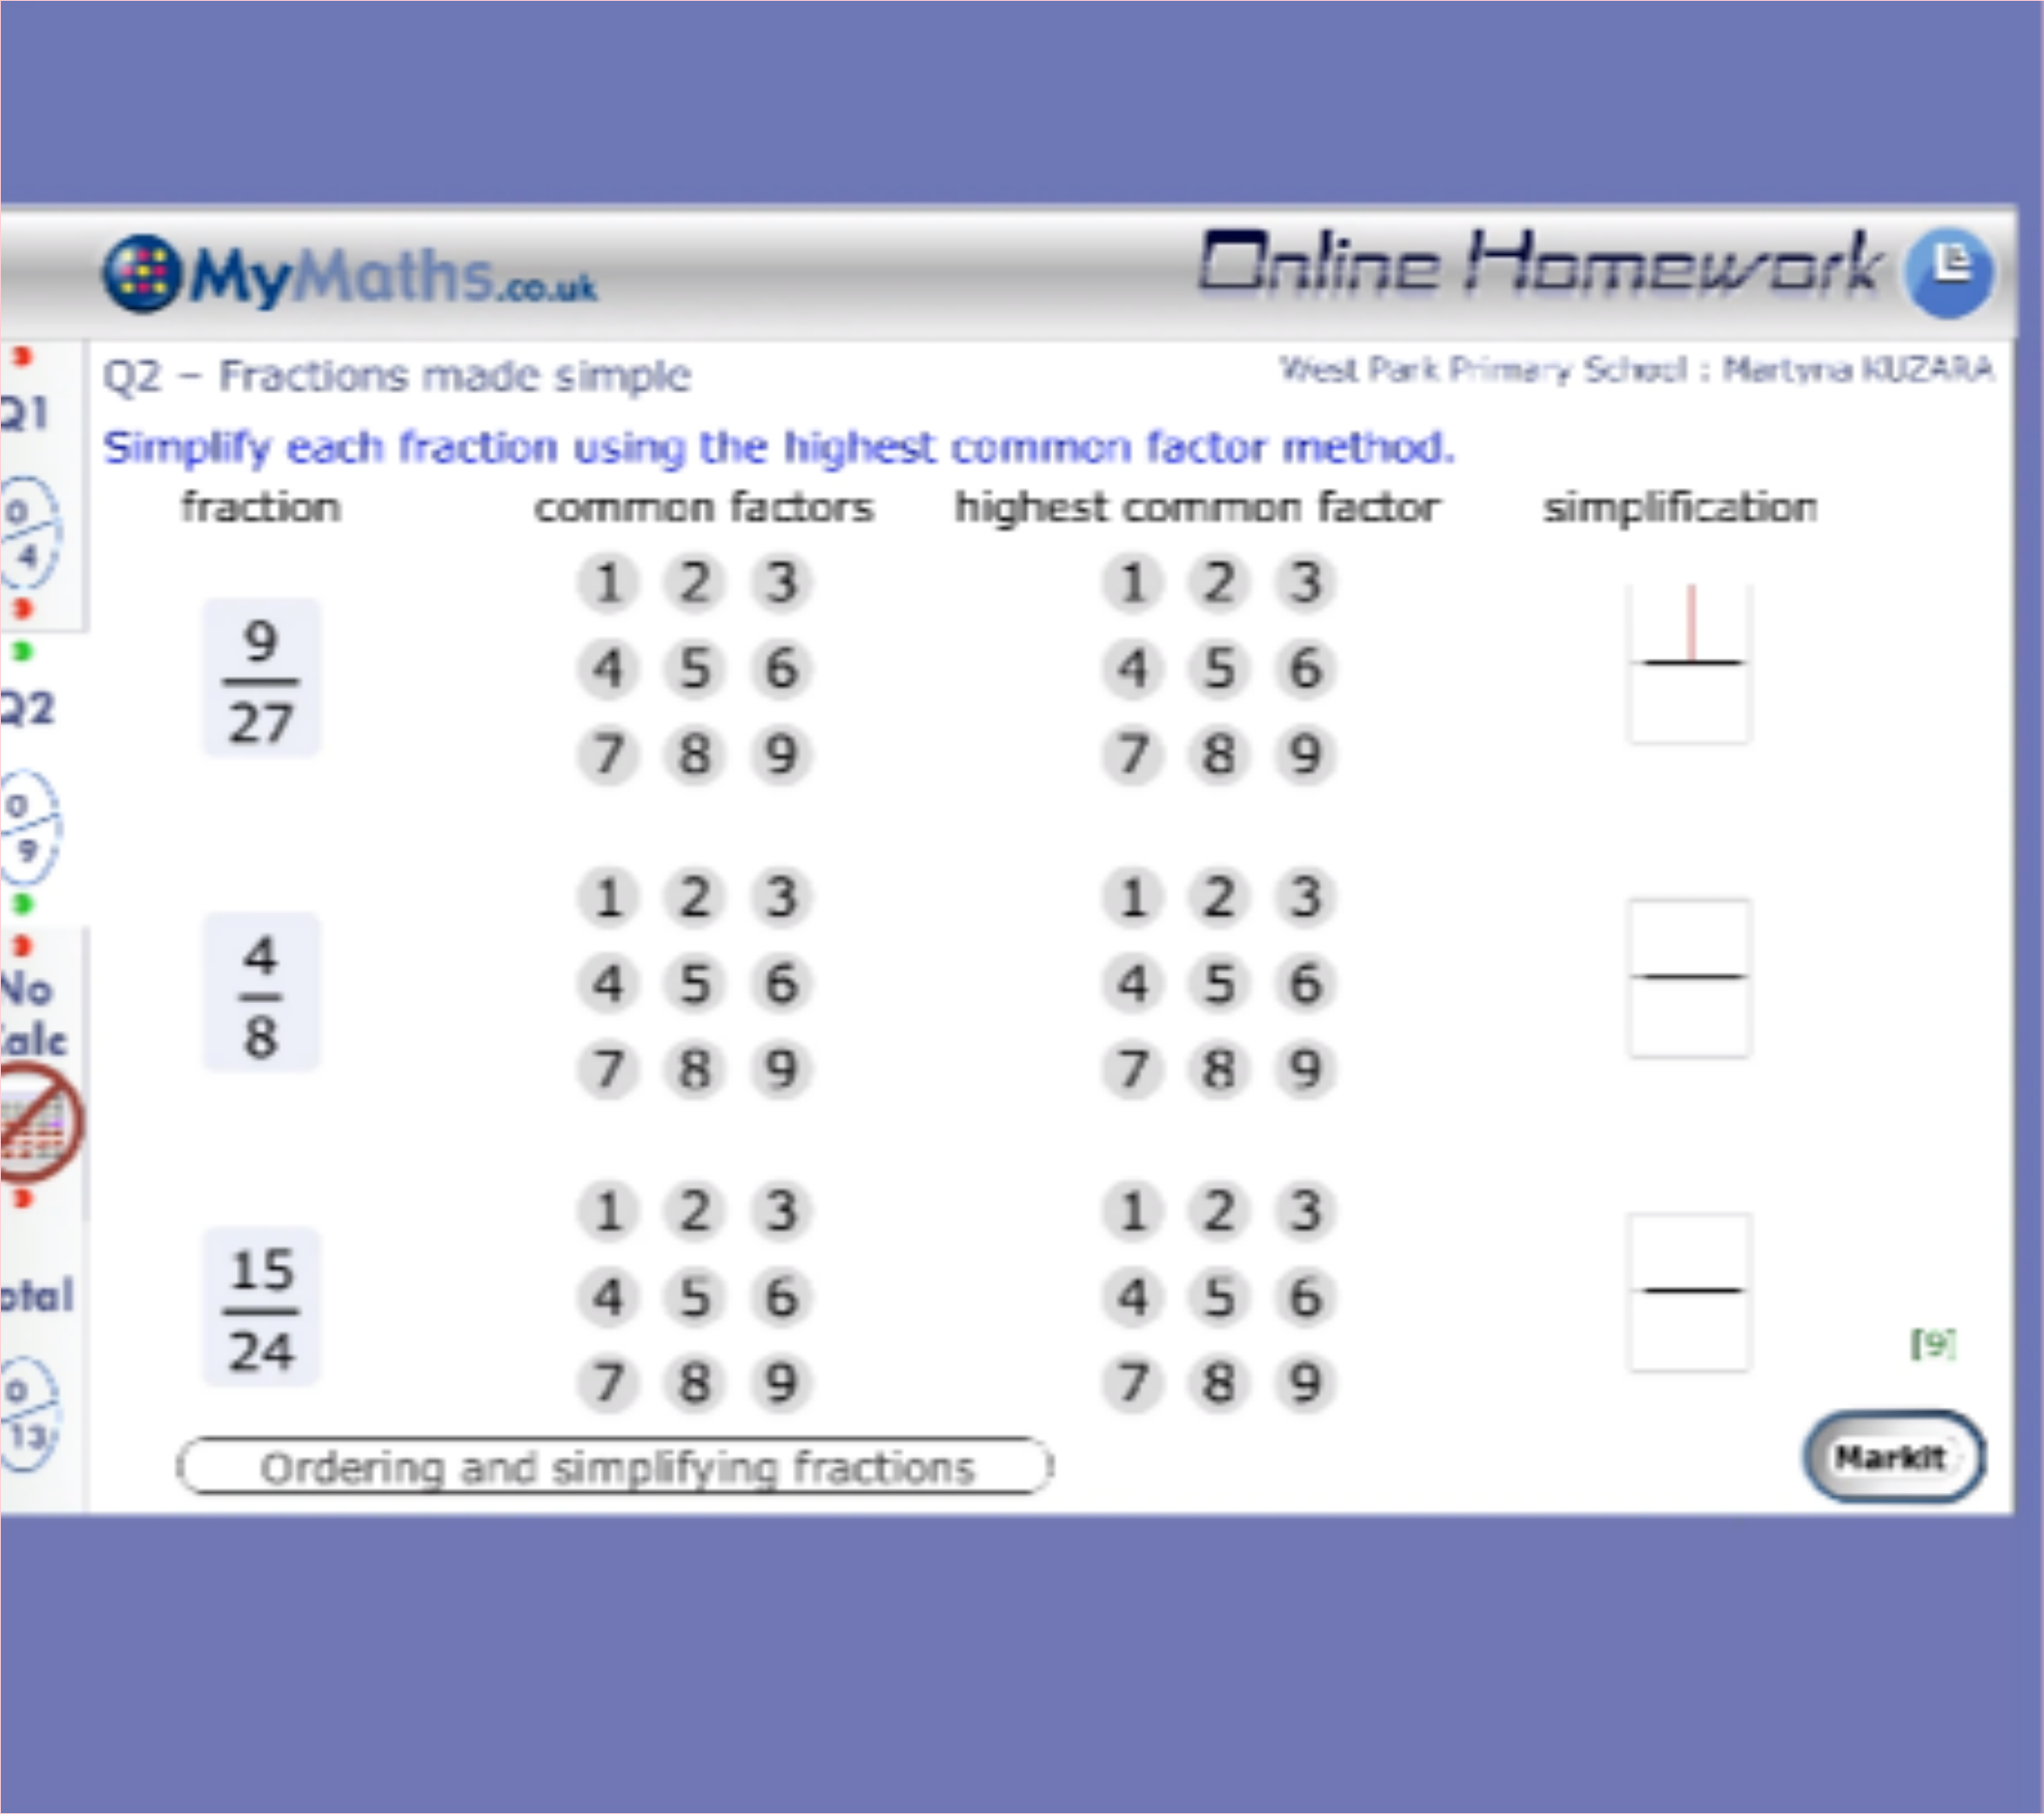 MyMaths.co.uk
Online Homework
Q2 – Fractions made simple
West Park Primary School : Martyna KUZARA
Simplify each fraction using the highest common factor method.
fraction common factors highest common factor simplification
1 2 3 1 2 3
9
27
4 5 6 4 5 6
7 8 9 7 8 9
1 2 3 1 2 3
4
8
4 5 6 4 5 6
7 8 9 7 8 9
1 2 3 1 2 3
15
24
4 5 6 4 5 6
7 8 9 7 8 9
[9]
Ordering and simplifying fractions
Markit
Q1
0
4
Q2
0
9
No
alc
otal
0
13